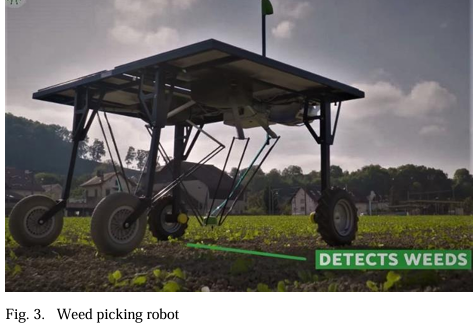 DETECTS WEEDS
Fig. 3. Weed picking robot